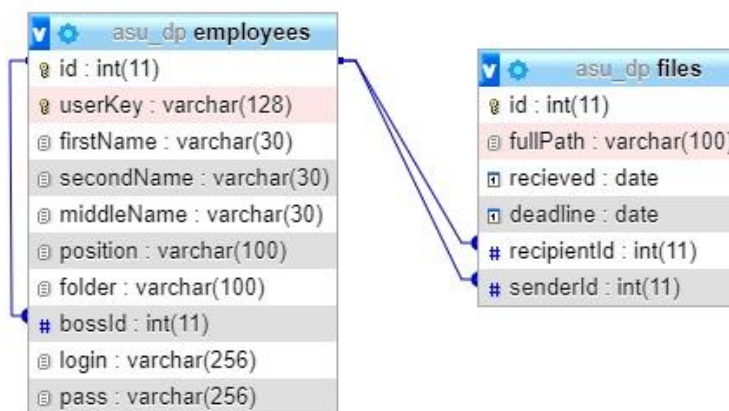 v asu_dp employees
id : int(11)
userKey : varchar(128)
firstName : varchar(30)
secondName : varchar(30)
middleName : varchar(30)
position : varchar(100)
folder : varchar(100)
# bossId : int(11)
login : varchar(256)
pass : varchar(256)
v asu_dp files
id : int(11)
fullPath : varchar(100)
recieved : date
deadline : date
# recipientId : int(11)
# senderId : int(11)